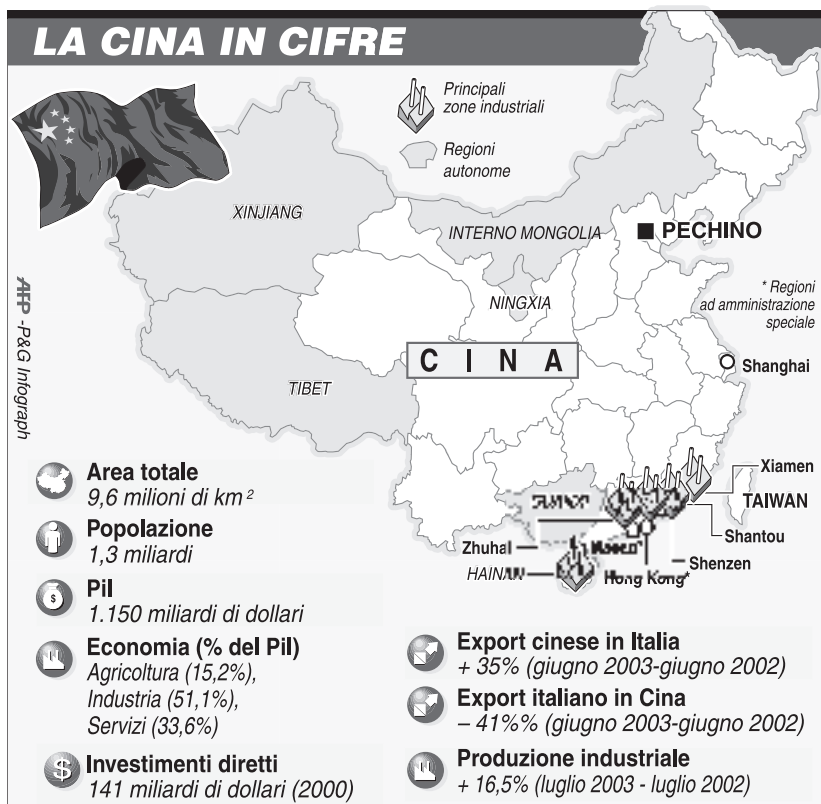 LA CINA IN CIFRE
Principali
zone industriali
Regioni
autonome
XINJIANG
INTERNO MONGOLIA
PECHINO
NINGXIA
* Regioni
ad amministrazione
speciale
CINA
Shanghai
TIBET
AFP -P&G Infograph
Xiamen
TAIWAN
Shantou
Zhuhal
Macao*
Shenzen
HAINAN
Hong Kong*
Area totale
9,6 milioni di km²
Popolazione
1,3 miliardi
$
Pil
1.150 miliardi di dollari
Economia (% del Pil)
Agricoltura (15,2%),
Industria (51,1%),
Servizi (33,6%)
$
Investimenti diretti
141 miliardi di dollari (2000)
Export cinese in Italia
+ 35% (giugno 2003-giugno 2002)
Export italiano in Cina
– 41%% (giugno 2003-giugno 2002)
Produzione industriale
+ 16,5% (luglio 2003 - luglio 2002)